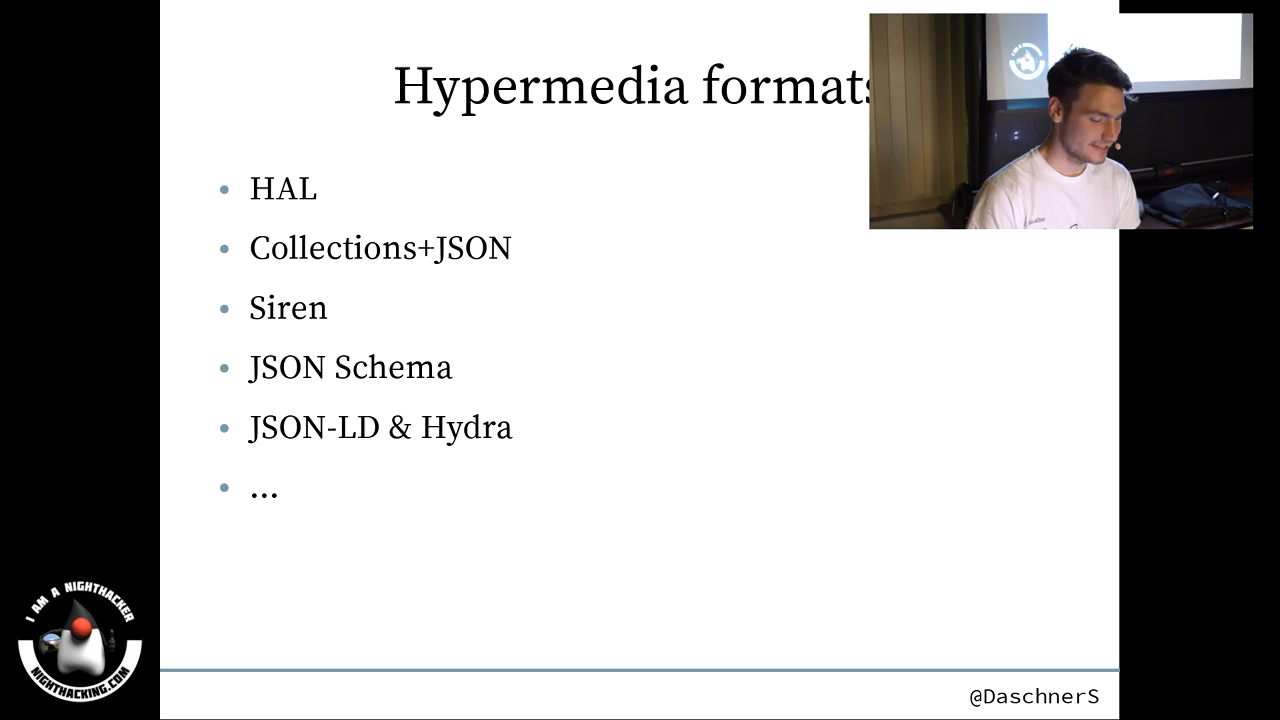 Hypermedia formats
HAL
Collections+JSON
Siren
JSON Schema
JSON-LD & Hydra
...
I AM A NIGHTHACKER
NIGHTHACKING.COM
@DaschnerS